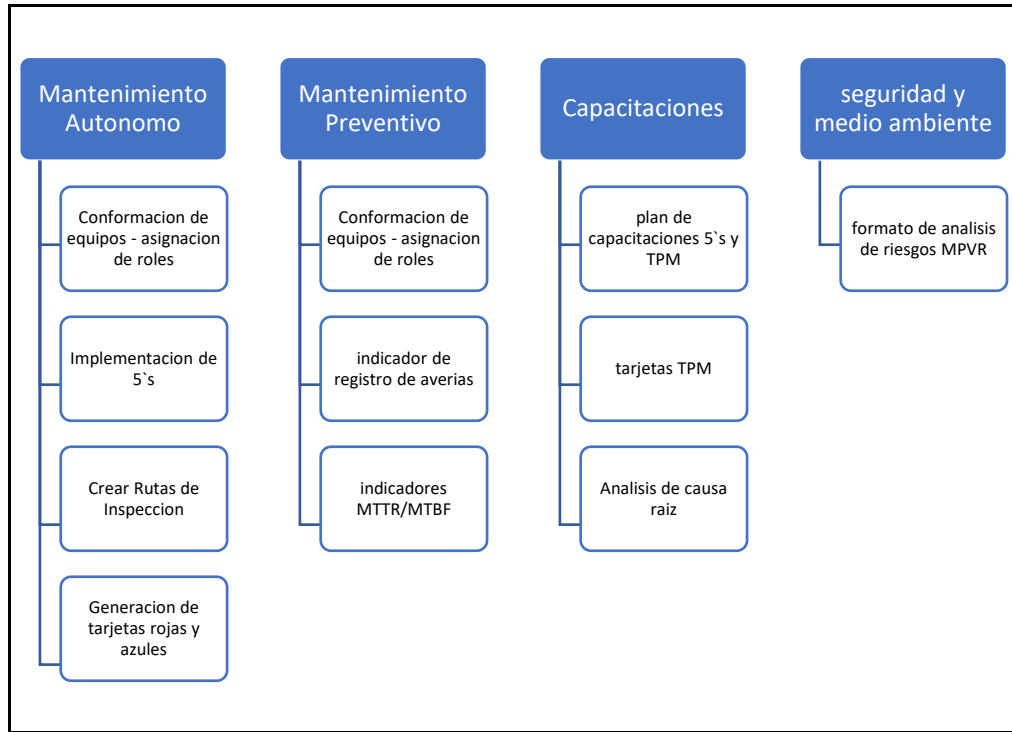 Mantenimiento
Autonomo
Conformacion de
equipos - asignacion
de roles
Implementacion de
5`s
Crear Rutas de
Inspeccion
Generacion de
tarjetas rojas y
azules
Mantenimiento
Preventivo
Conformacion de
equipos - asignacion
de roles
indicador de
registro de averias
indicadores
MTTR/MTBF
Capacitaciones
plan de
capacitaciones 5`s y
TPM
tarjetas TPM
Analisis de causa
raiz
seguridad y
medio ambiente
formato de analisis
de riesgos MPVR